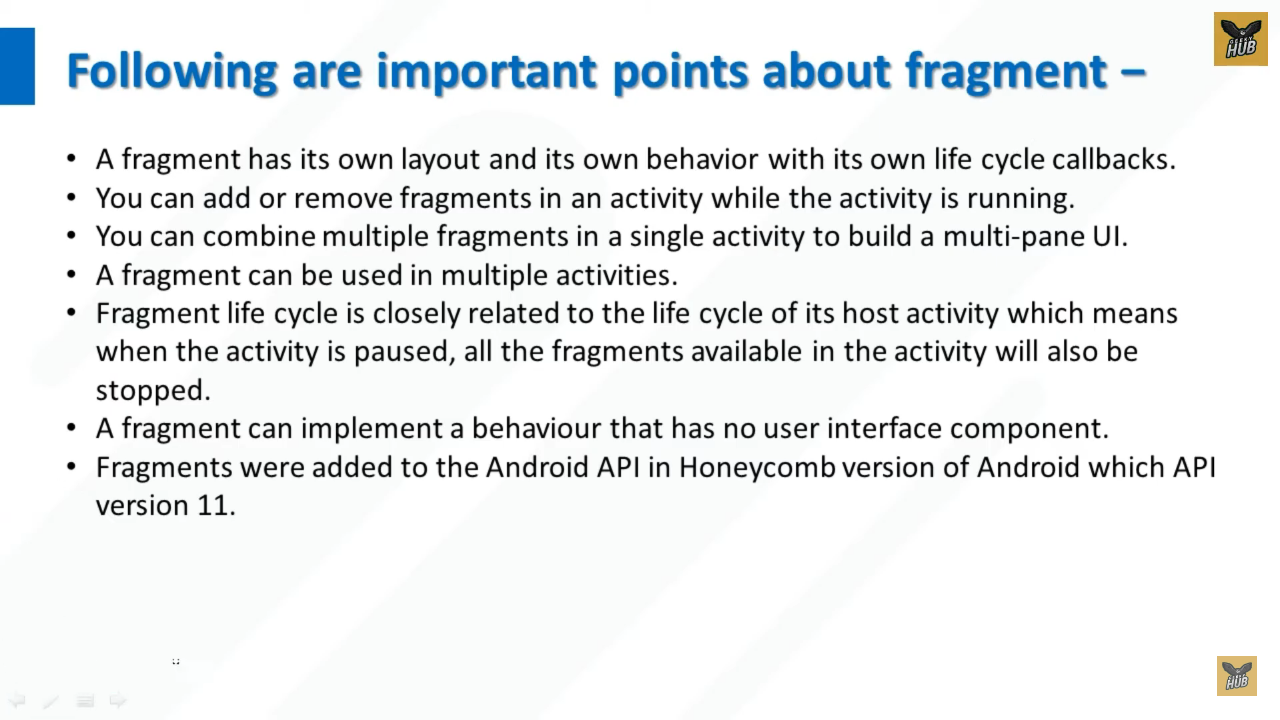 Following are important points about fragment –
• A fragment has its own layout and its own behavior with its own life cycle callbacks.
• You can add or remove fragments in an activity while the activity is running.
• You can combine multiple fragments in a single activity to build a multi-pane UI.
• A fragment can be used in multiple activities.
• Fragment life cycle is closely related to the life cycle of its host activity which means
when the activity is paused, all the fragments available in the activity will also be
stopped.
• A fragment can implement a behaviour that has no user interface component.
• Fragments were added to the Android API in Honeycomb version of Android which API
version 11.
GEEKY
HUB
HUB